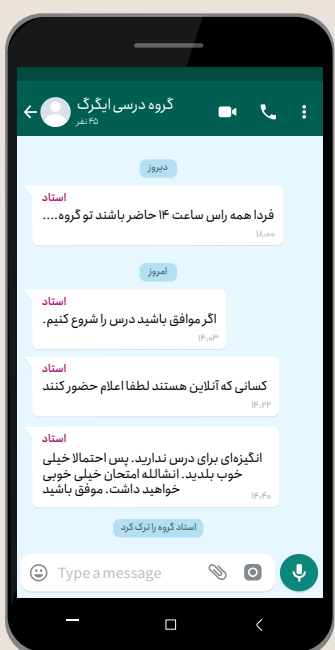 گروه درسی ایگرگ
۴۵ نفر
دیروز
استاد
فردا همه راس ساعت ۱۴ حاضر باشند تو گروه....
۱۸:۰۰
امروز
استاد
اگر موافق باشید درس را شروع کنیم.
۱۴:۰۳
استاد
کسانی که آنلاین هستند لطفا اعلام حضور کنند
۱۴:۲۲
استاد
انگیزه‌ای برای درس ندارید. پس احتمالا خیلی
خوب بلدید. انشالله امتحان خیلی خوبی
خواهید داشت. موفق باشید
۱۴:۴۰
استاد گروه را ترک کرد
Type a message